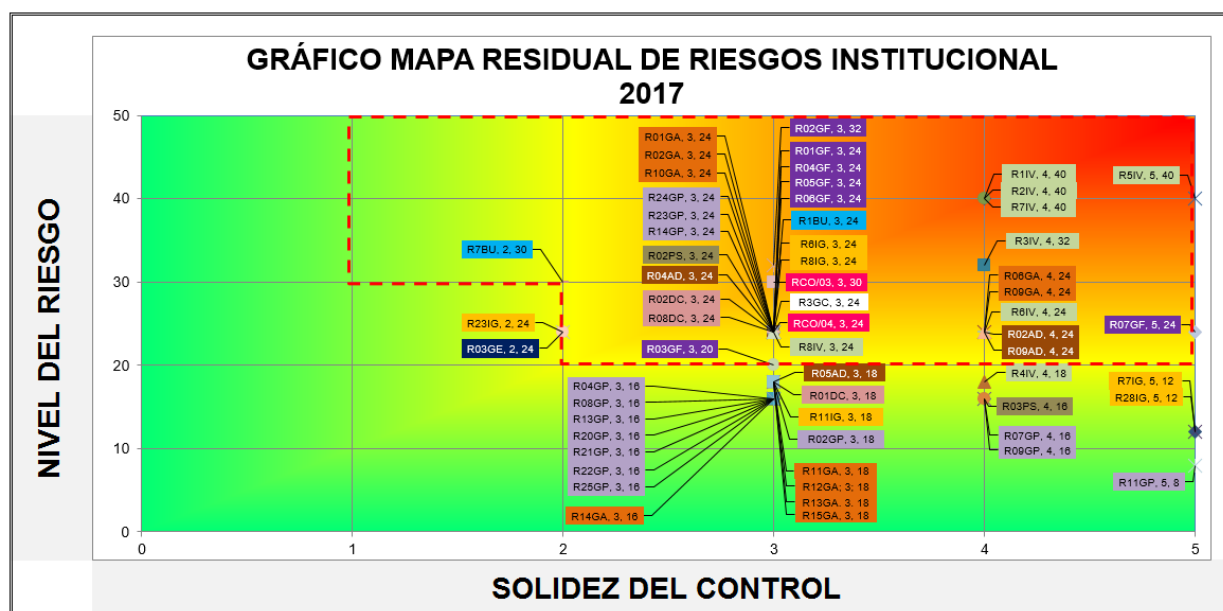 GRÁFICO MAPA RESIDUAL DE RIESGOS INSTITUCIONAL
2017
NIVEL DEL RIESGO
50
40
30
20
10
0
R7BU, 2, 30
R23IG, 2, 24
R03GE, 2, 24
R01GA, 3, 24
R02GA, 3, 24
R10GA, 3, 24
R24GP, 3, 24
R23GP, 3, 24
R14GP, 3, 24
R02PS, 3, 24
R04AD, 3, 24
R02DC, 3, 24
R08DC, 3, 24
R03GF, 3, 20
R04GP, 3, 16
R08GP, 3, 16
R13GP, 3, 16
R20GP, 3, 16
R21GP, 3, 16
R22GP, 3, 16
R25GP, 3, 16
R14GA, 3, 16
R02GF, 3, 32
R01GF, 3, 24
R04GF, 3, 24
R05GF, 3, 24
R06GF, 3, 24
R1BU, 3, 24
R6IG, 3, 24
R8IG, 3, 24
RCO/03, 3, 30
R3GC, 3, 24
RCO/04, 3, 24
R8IV, 3, 24
R05AD, 3, 18
R01DC, 3, 18
R11IG, 3, 18
R02GP, 3, 18
R11GA, 3, 18
R12GA; 3, 18
R13GA, 3, 18
R15GA, 3, 18
R1IV, 4, 40
R2IV, 4, 40
R7IV, 4, 40
R3IV, 4, 32
R06GA, 4, 24
R09GA, 4, 24
R6IV, 4, 24
R02AD, 4, 24
R09AD, 4, 24
R4IV, 4, 18
R03PS, 4, 16
R07GP, 4, 16
R09GP, 4, 16
R5IV, 5, 40
R07GF, 5, 24
R7IG, 5, 12
R28IG, 5, 12
R11GP, 5, 8
0 1 2 3 4 5
SOLIDEZ DEL CONTROL